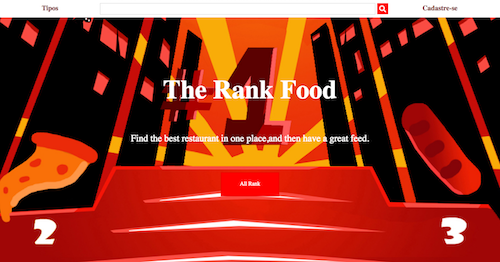 Tipos
Cadastre-se
#1
The Rank Food
Find the best restaurant in one place,and then have a great feed.
All Rank
2
3